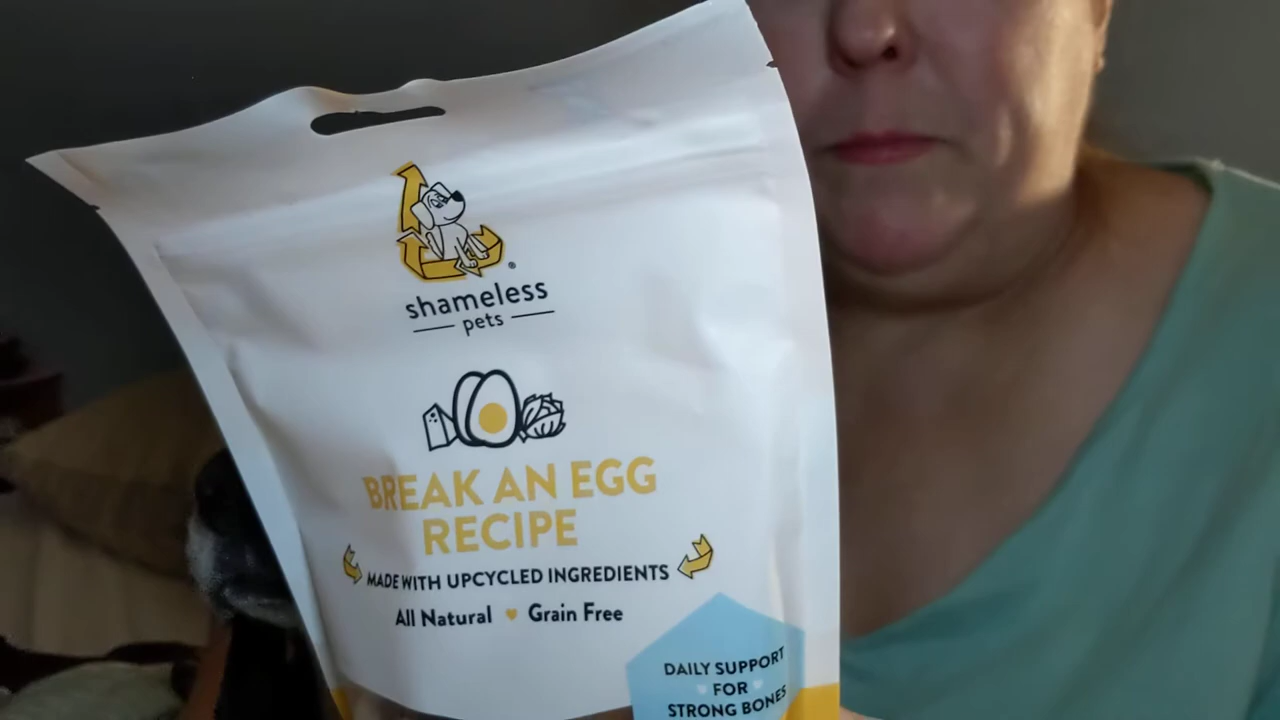 shameless
pets
BREAK AN EGG
RECIPE
MADE WITH UPCYCLED INGREDIENTS
All Natural Grain Free
DAILY SUPPORT
FOR
STRONG BONES